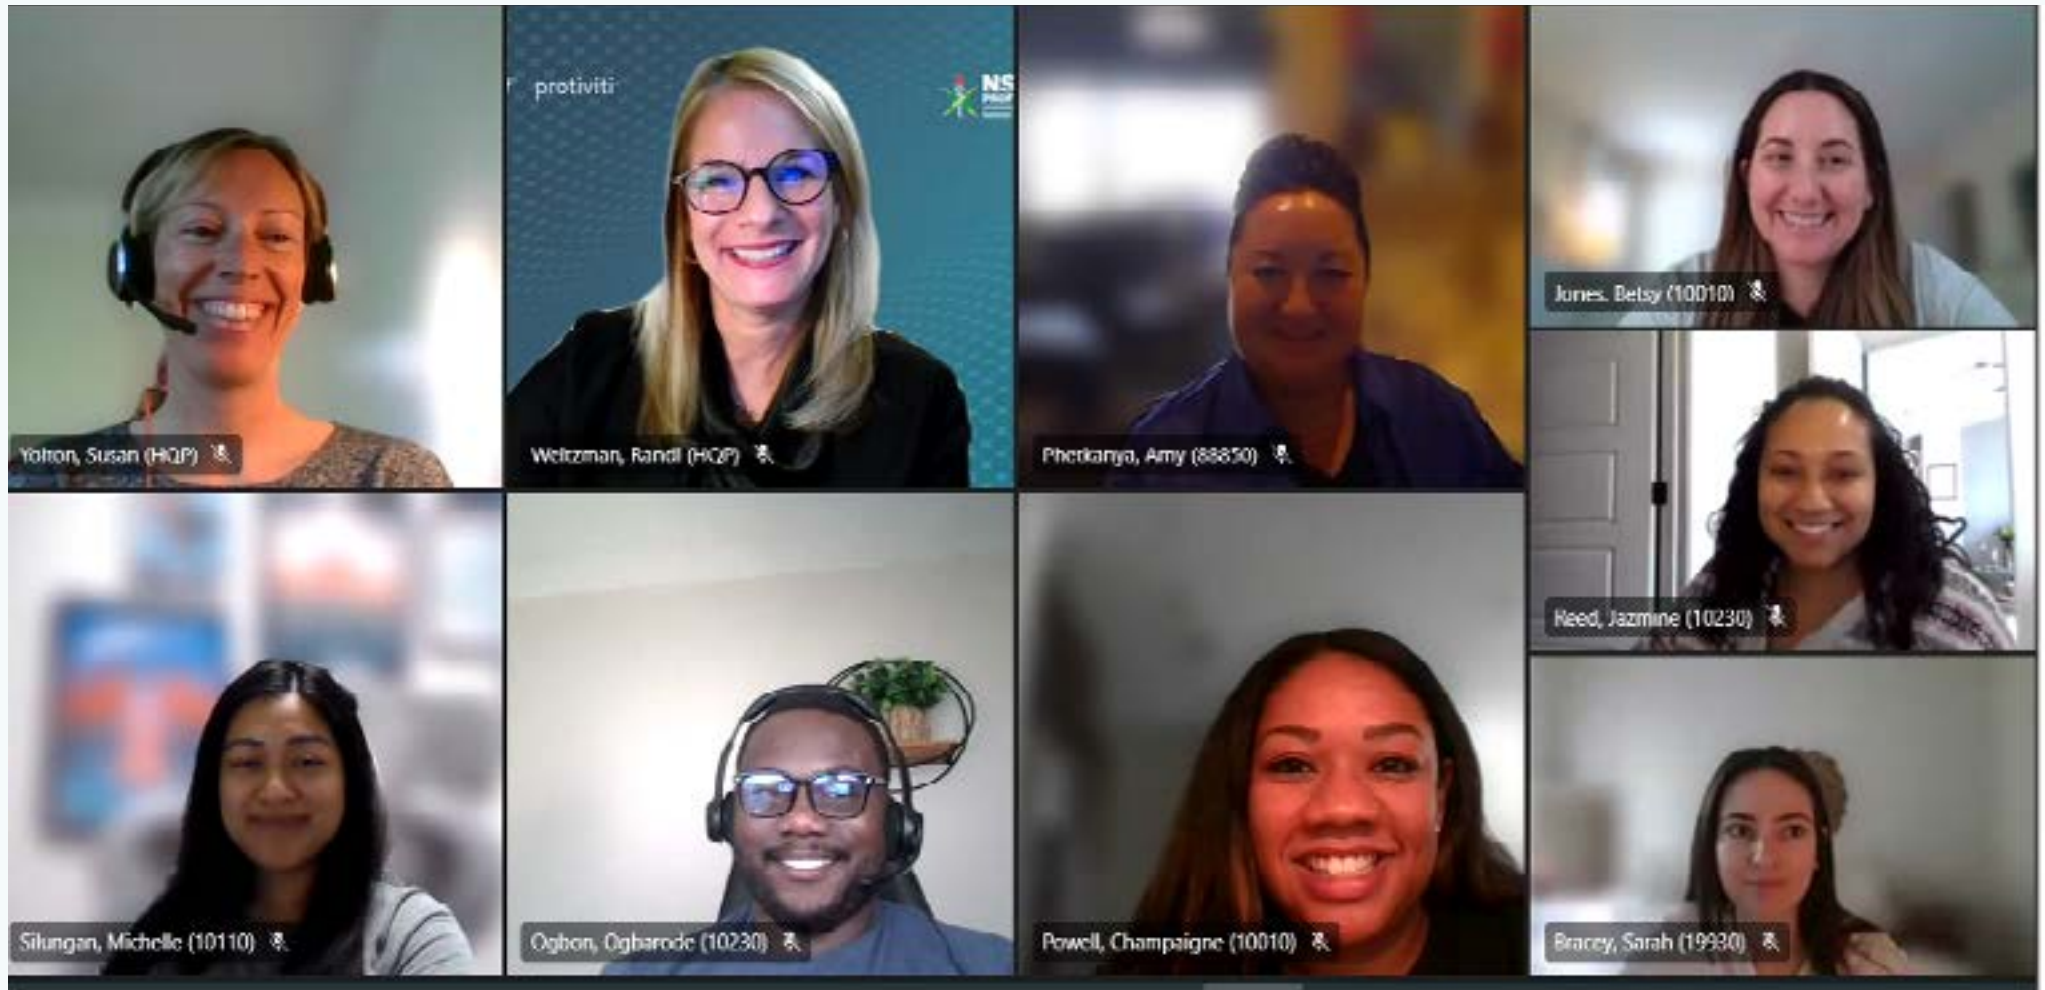 protiviti
NS
Yolton, Susan (HQP)
Weitzman, Randi (HQP)
Phetkanya, Amy (88850)
Jones, Betsy (10010)
Reed, Jazmine (10230)
Silungan, Michelle (10110)
Ogbon, Ogbarode (10230)
Powell, Champaigne (10010)
Bracey, Sarah (19930)